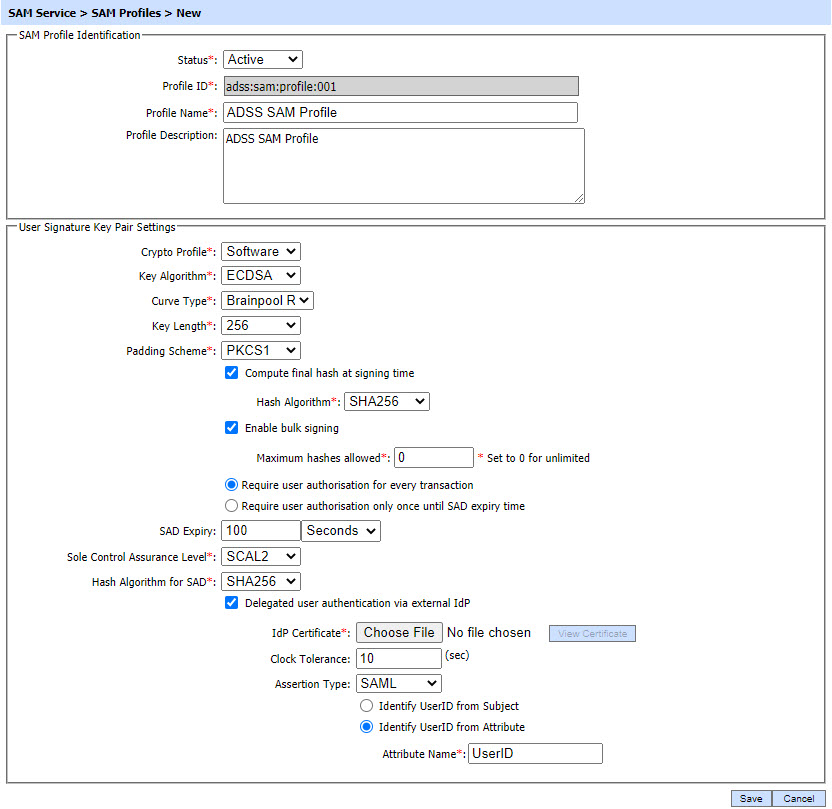 SAM Service > SAM Profiles > New
SAM Profile Identification
Status*: Active
Profile ID*: adss:sam:profile:001
Profile Name*: ADSS SAM Profile
Profile Description: ADSS SAM Profile
User Signature Key Pair Settings
Crypto Profile*: Software
Key Algorithm*: ECDSA
Curve Type*: Brainpool R
Key Length*: 256
Padding Scheme*: PKCS1
Compute final hash at signing time
Hash Algorithm*: SHA256
Enable bulk signing
Maximum hashes allowed*: 0 * Set to 0 for unlimited
Require user authorisation for every transaction
Require user authorisation only once until SAD expiry time
SAD Expiry: 100 Seconds
Sole Control Assurance Level*: SCAL2
Hash Algorithm for SAD*: SHA256
Delegated user authentication via external IdP
IdP Certificate*: Choose File No file chosen View Certificate
Clock Tolerance: 10 (sec)
Assertion Type: SAML
Identify UserID from Subject
Identify UserID from Attribute
Attribute Name*: UserID
Save Cancel